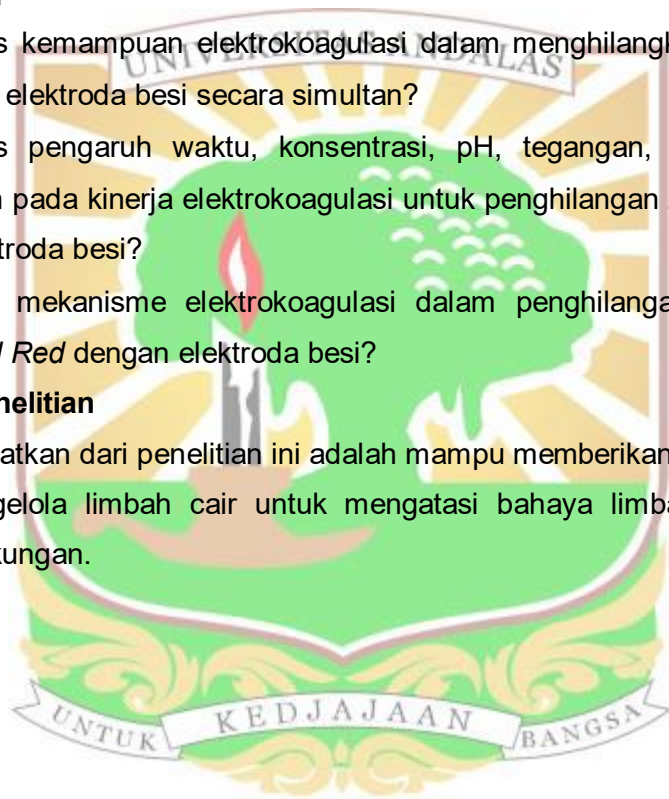 UNIVERSITAS ANDALAS
s kemampuan elektrokoagulasi dalam menghilangk
elektroda besi secara simultan?
s pengaruh waktu, konsentrasi, pH, tegangan,
pada kinerja elektrokoagulasi untuk penghilangan
troda besi?
mekanisme elektrokoagulasi dalam penghilanga
Red dengan elektroda besi?
nelitian
atkan dari penelitian ini adalah mampu memberikan
gelola limbah cair untuk mengatasi bahaya limba
kungan.
UNTUK KEDJAJAAN BANGSA